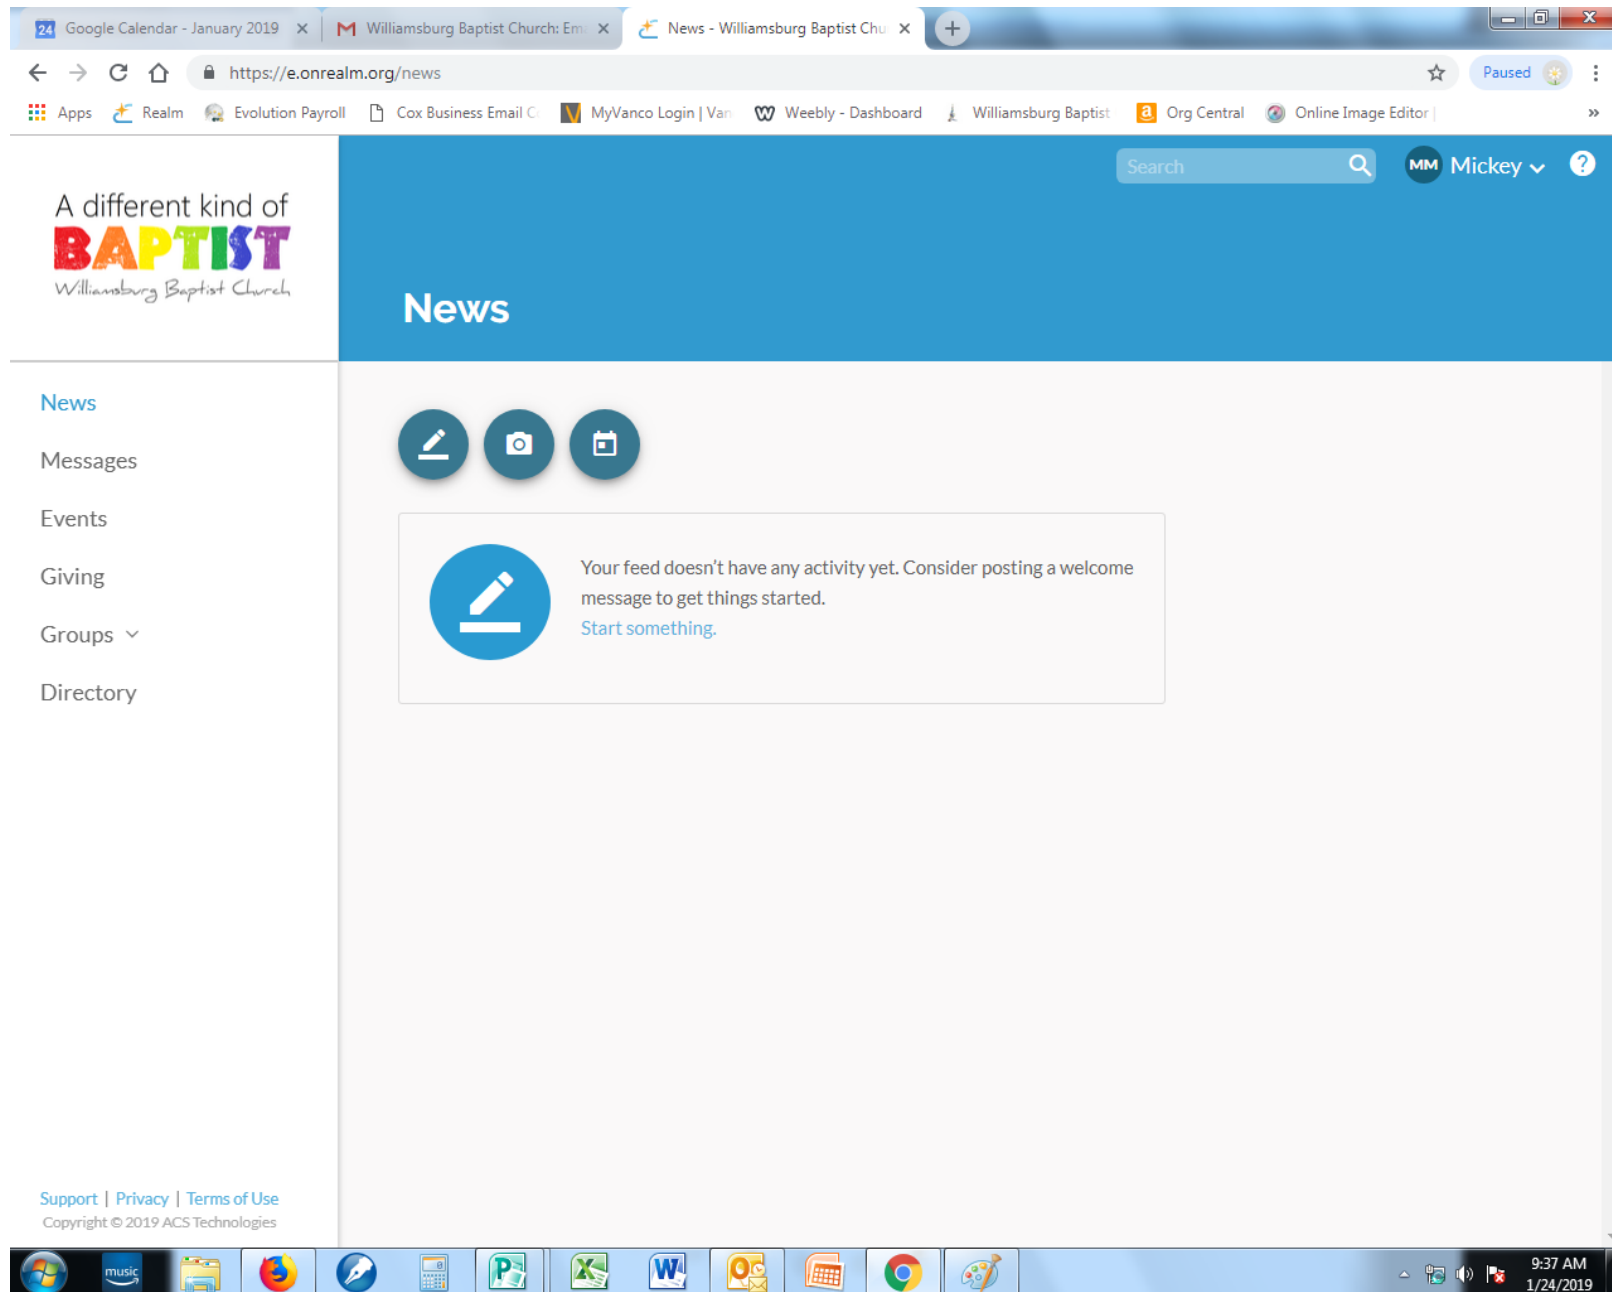 24 Google Calendar - January 2019
Williamsburg Baptist Church: Em
News - Williamsburg Baptist Chu
https://e.onrealm.org/news
Paused
Apps Realm Evolution Payroll Cox Business Email C MyVanco Login | Van Weebly - Dashboard Williamsburg Baptist Org Central Online Image Editor |
Search
MM Mickey
?
A different kind of
BAPTIST
Williamsburg Baptist Church
News
News
Messages
Events
Giving
Groups
Directory
Your feed doesn't have any activity yet. Consider posting a welcome
message to get things started.
Start something.
Support | Privacy | Terms of Use
Copyright © 2019 ACS Technologies
music
9:37 AM
1/24/2019